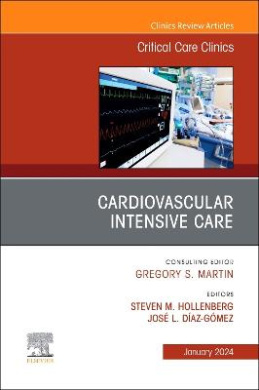 Clinics Review Articles
Critical Care Clinics
CARDIOVASCULAR
INTENSIVE CARE
CONSULTING EDITOR
GREGORY S. MARTIN
EDITORS
STEVEN M. HOLLENBERG
JOSÉ L. DÍAZ-GÓMEZ
ELSEVIER
January 2024